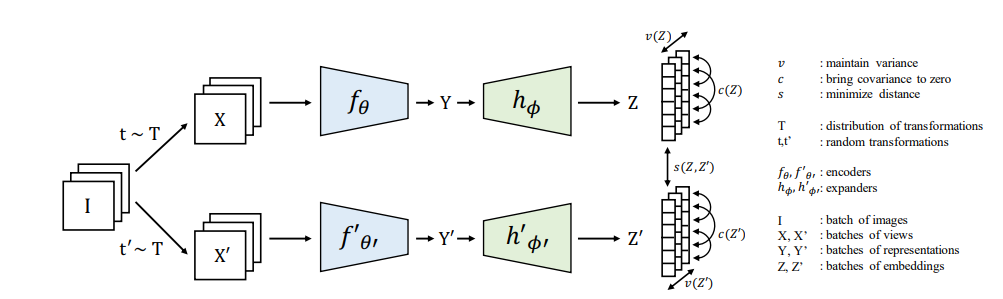 I
t ~ T
t′~ T
X
X′
f_θ
f′_θ′
Y
Y′
h_ϕ
h′_ϕ′
Z
Z′
v(Z)
c(Z)
s(Z, Z′)
c(Z′)
v(Z′)
v : maintain variance
c : bring covariance to zero
s : minimize distance
T : distribution of transformations
t,t’ : random transformations
f_θ, f′_θ′ : encoders
h_ϕ, h′_ϕ′ : expanders
I : batch of images
X, X’ : batches of views
Y, Y’ : batches of representations
Z, Z’ : batches of embeddings